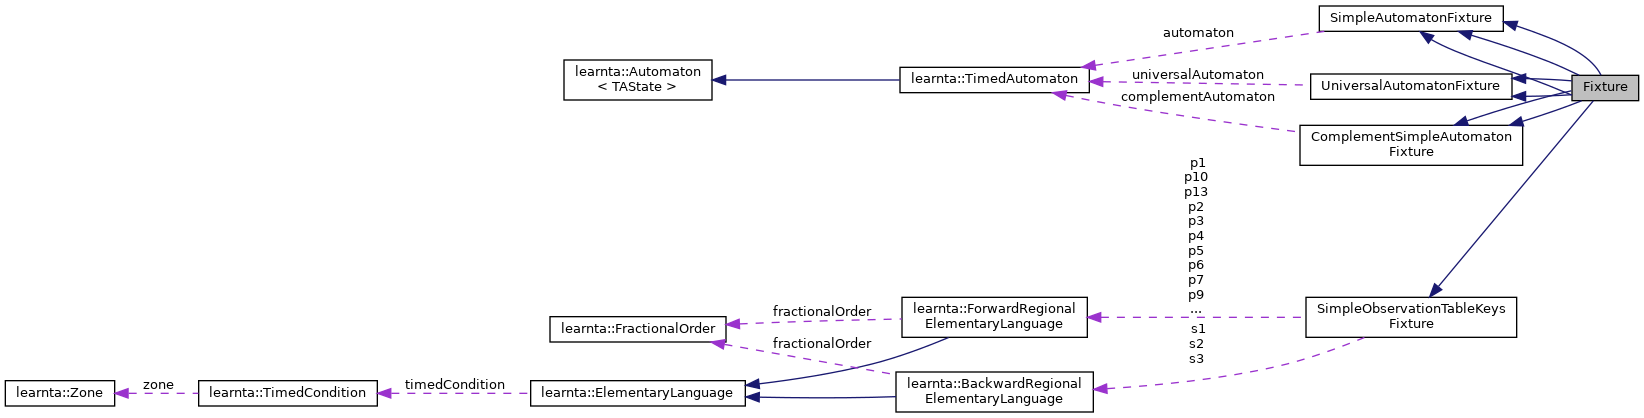 SimpleAutomatonFixture
automaton
learnta::Automaton
< TAState >
learnta::TimedAutomaton
universalAutomaton
UniversalAutomatonFixture
Fixture
complementAutomaton
ComplementSimpleAutomaton
Fixture
p1
p10
p13
p2
p3
p4
p5
p6
p7
p9
...
learnta::ForwardRegional
ElementaryLanguage
SimpleObservationTableKeys
Fixture
fractionalOrder
learnta::FractionalOrder
fractionalOrder
s1
s2
s3
learnta::Zone
zone
learnta::TimedCondition
timedCondition
learnta::ElementaryLanguage
learnta::BackwardRegional
ElementaryLanguage